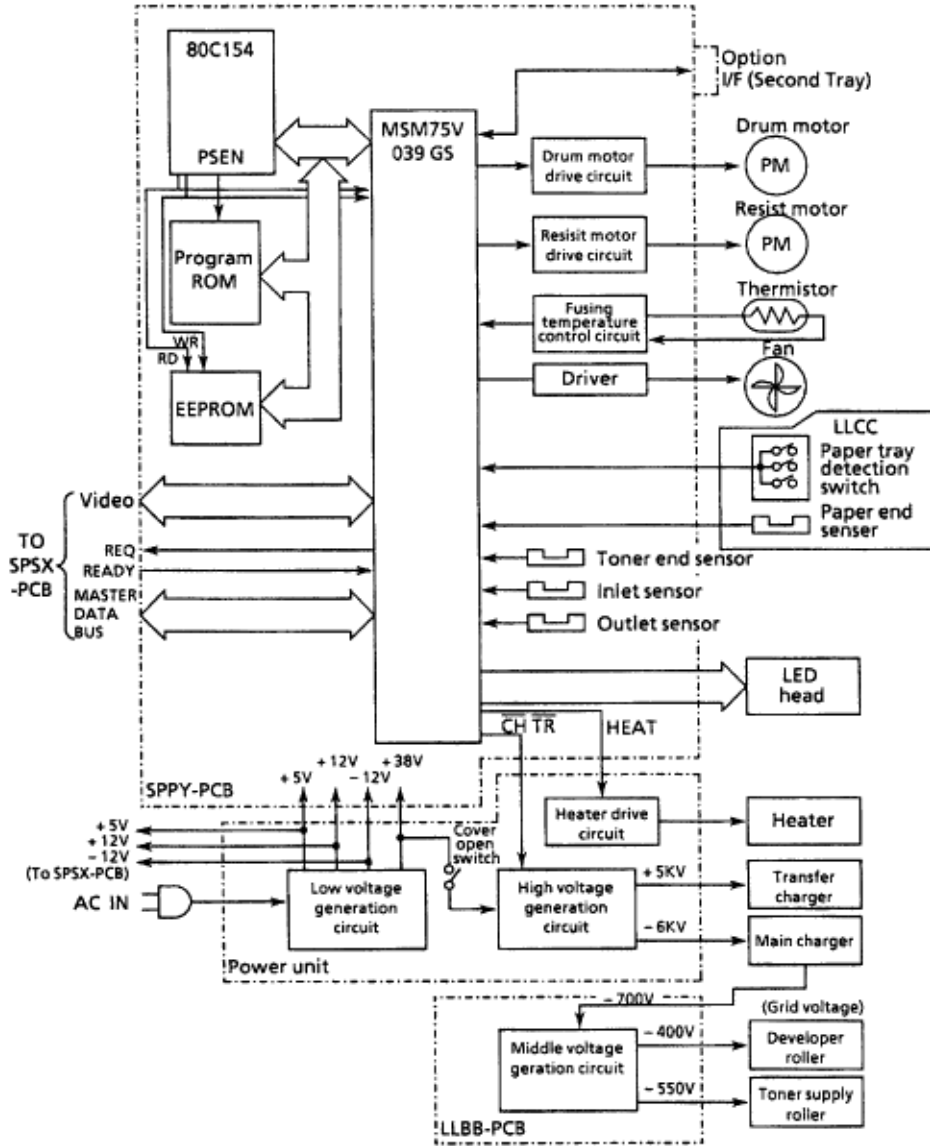 80C154
PSEN
Program
ROM
WR
RD
EEPROM
MSM75V
039 GS
Option
I/F (Second Tray)
Drum motor
drive circuit
Drum motor
PM
Resisit motor
drive circuit
Resist motor
PM
Fusing
temperature
control circuit
Thermistor
Driver
Fan
LLCC
Paper tray
detection
switch
Paper end
senser
Toner end sensor
Inlet sensor
Outlet sensor
TO
SPSX
-PCB
Video
REQ
READY
MASTER
DATA
BUS
LED
head
CH TR
HEAT
SPPY-PCB
+5V
+12V
-12V
+38V
+5V
+12V
-12V
(To SPSX-PCB)
AC IN
Cover
open
switch
Low voltage
generation
circuit
Power unit
Heater drive
circuit
Heater
High voltage
generation
circuit
+5KV
Transfer
charger
-6KV
Main charger
-700V
(Grid voltage)
Middle voltage
geration circuit
-400V
Developer
roller
-550V
Toner supply
roller
LLBB-PCB